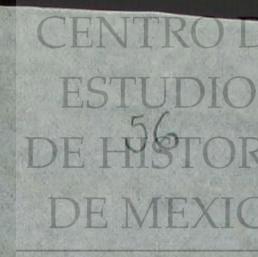 CENTRO D
ESTUDIO
56
DE HISTOR
DE MEXIC